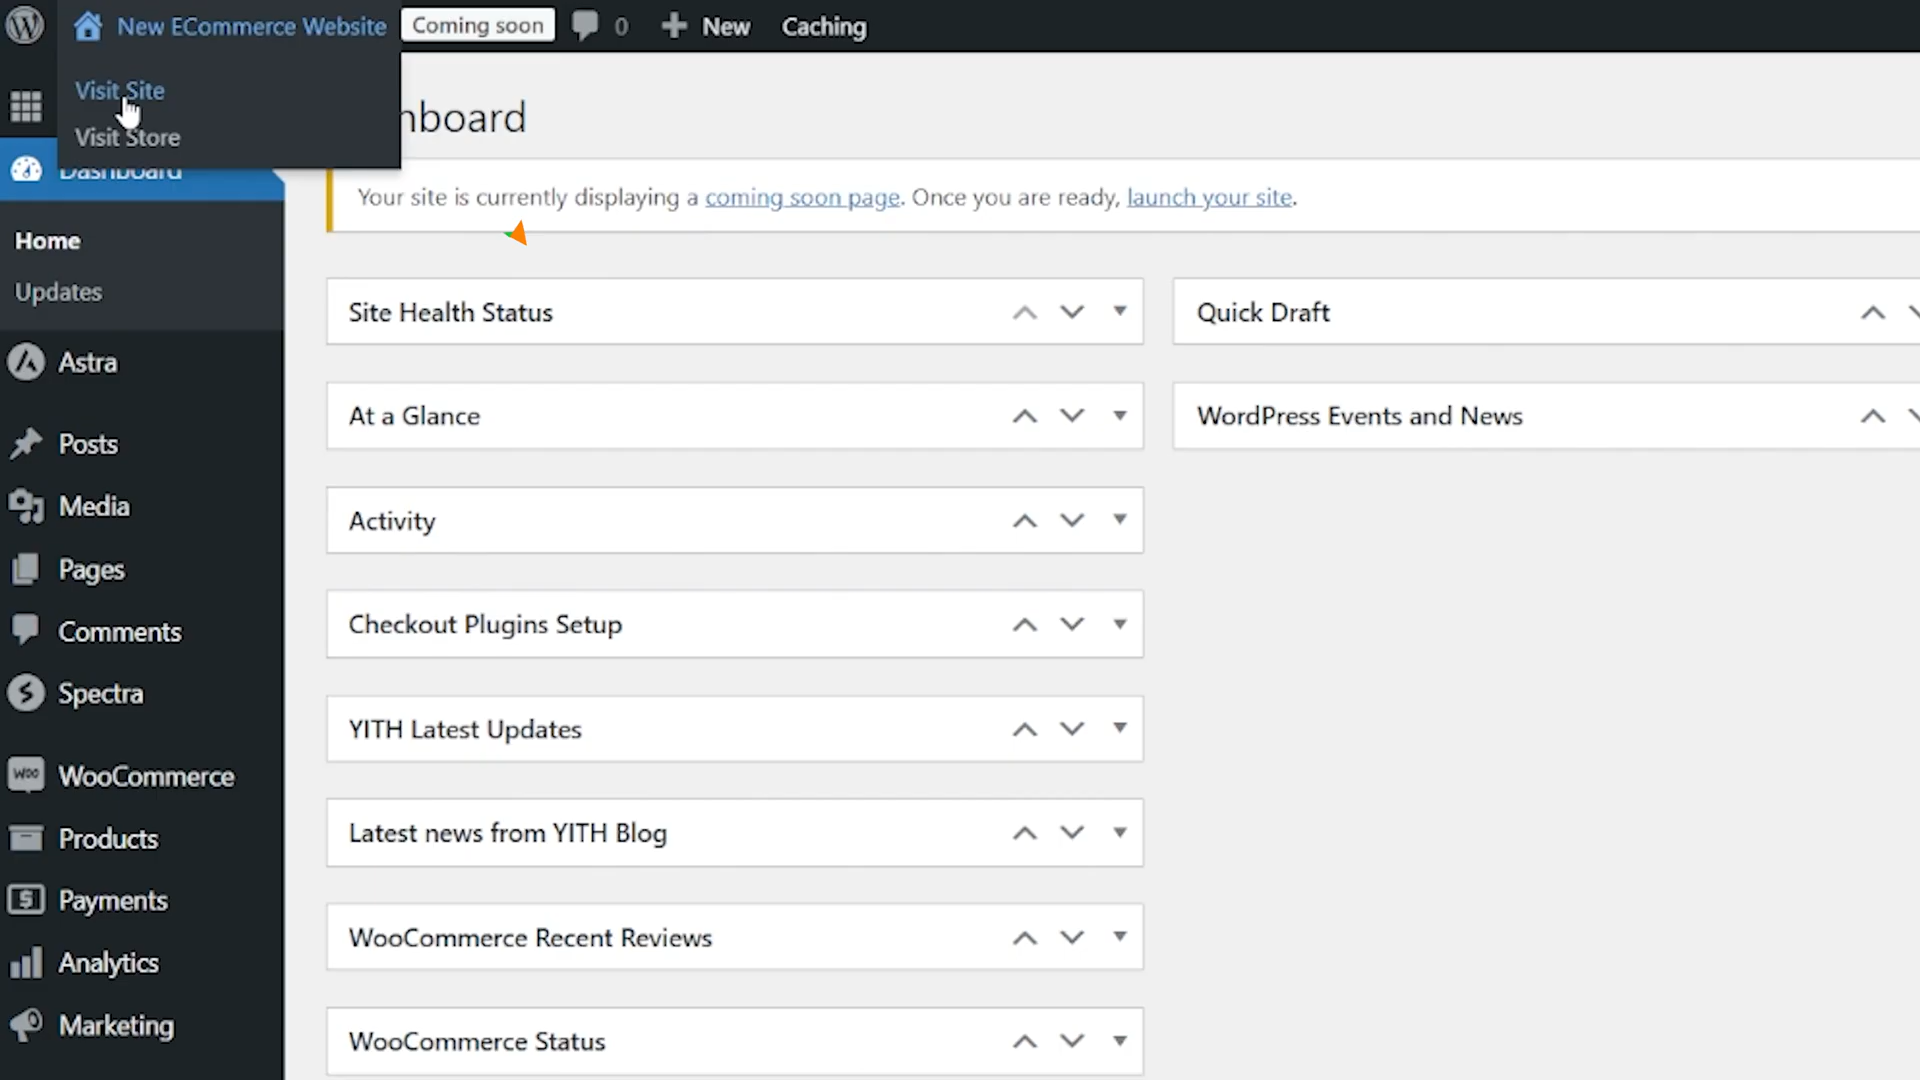 New ECommerce Website Coming soon 0 New Caching
Visit Site
Visit Store
Dashboard
Home
Updates
Astra
Posts
Media
Pages
Comments
Spectra
WooCommerce
Products
Payments
Analytics
Marketing
nboard
Your site is currently displaying a coming soon page. Once you are ready, launch your site.
Site Health Status
At a Glance
Activity
Checkout Plugins Setup
YITH Latest Updates
Latest news from YITH Blog
WooCommerce Recent Reviews
WooCommerce Status
Quick Draft
WordPress Events and News